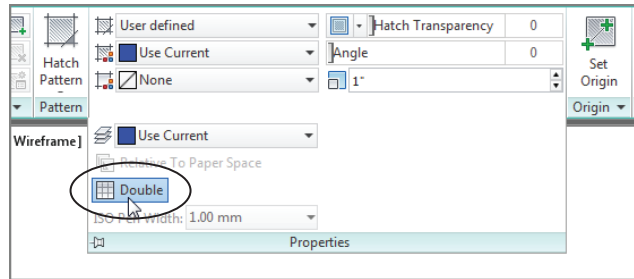 User defined Hatch Transparency 0
Hatch Pattern Use Current Angle 0 Set Origin
None 1"
Pattern Origin
Wireframe] Use Current
Relative To Paper Space
Double
ISO Pen Width: 1.00 mm
Properties